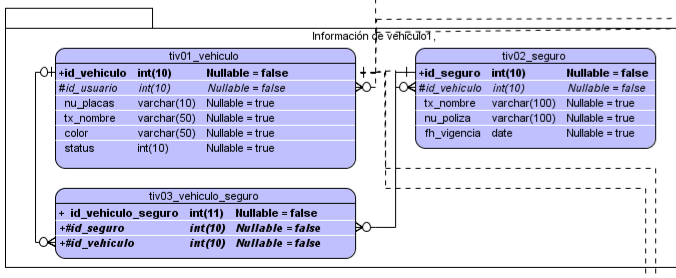 Información de vehículo1,
tiv01_vehiculo
+id_vehiculo int(10) Nullable = false
#id_usuario int(10) Nullable = false
nu_placas varchar(10) Nullable = true
tx_nombre varchar(50) Nullable = true
color varchar(50) Nullable = true
status int(10) Nullable = true
tiv02_seguro
+id_seguro int(10) Nullable = false
#id_vehiculo int(10) Nullable = false
tx_nombre varchar(100) Nullable = true
nu_poliza varchar(100) Nullable = true
fh_vigencia date Nullable = true
tiv03_vehiculo_seguro
+ id_vehiculo_seguro int(11) Nullable = false
+#id_seguro int(10) Nullable = false
+#id_vehiculo int(10) Nullable = false